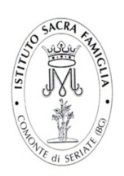 ISTITUTO SACRA FAMIGLIA
M
• COMONTE di SERIATE (BG) •